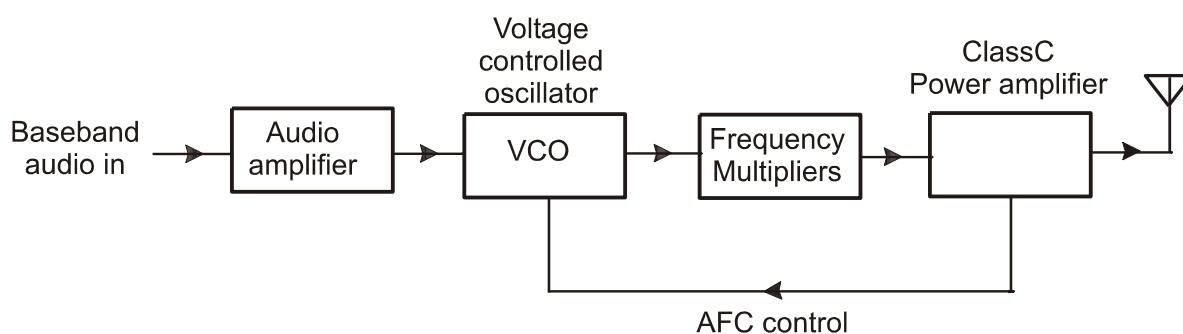 Voltage
controlled
oscillator
ClassC
Power amplifier
Baseband
audio in
Audio
amplifier
VCO
Frequency
Multipliers
AFC control